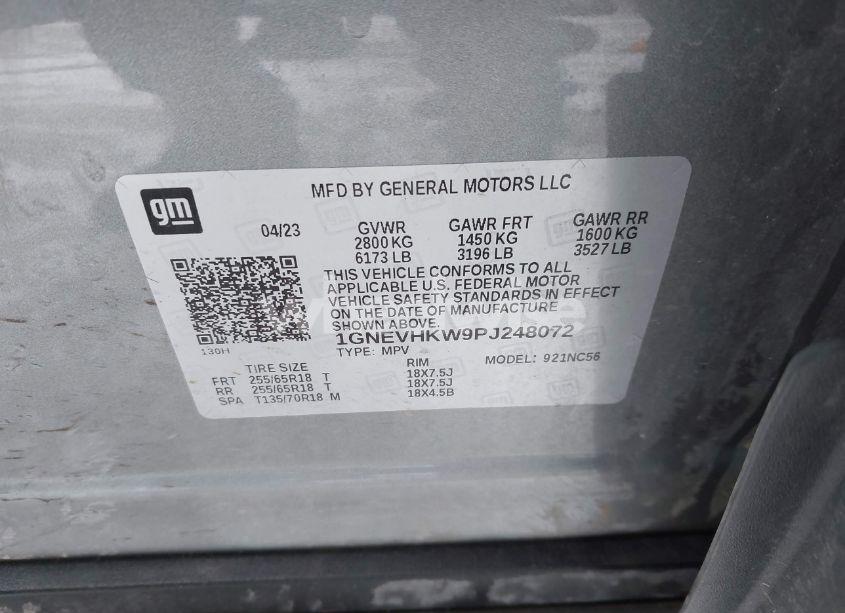 gm
MFD BY GENERAL MOTORS LLC
04/23
GVWR GAWR FRT GAWR RR
2800 KG 1450 KG 1600 KG
6173 LB 3196 LB 3527 LB
THIS VEHICLE CONFORMS TO ALL
APPLICABLE U.S. FEDERAL MOTOR
VEHICLE SAFETY STANDARDS IN EFFECT
ON THE DATE OF MANUFACTURE
SHOWN ABOVE.
1GNEVHKW9PJ248072
130H
TYPE: MPV MODEL: 921NC56
TIRE SIZE RIM
FRT 255/65R18 T 18X7.5J
RR 255/65R18 T 18X7.5J
SPA T135/70R18 M 18X4.5B